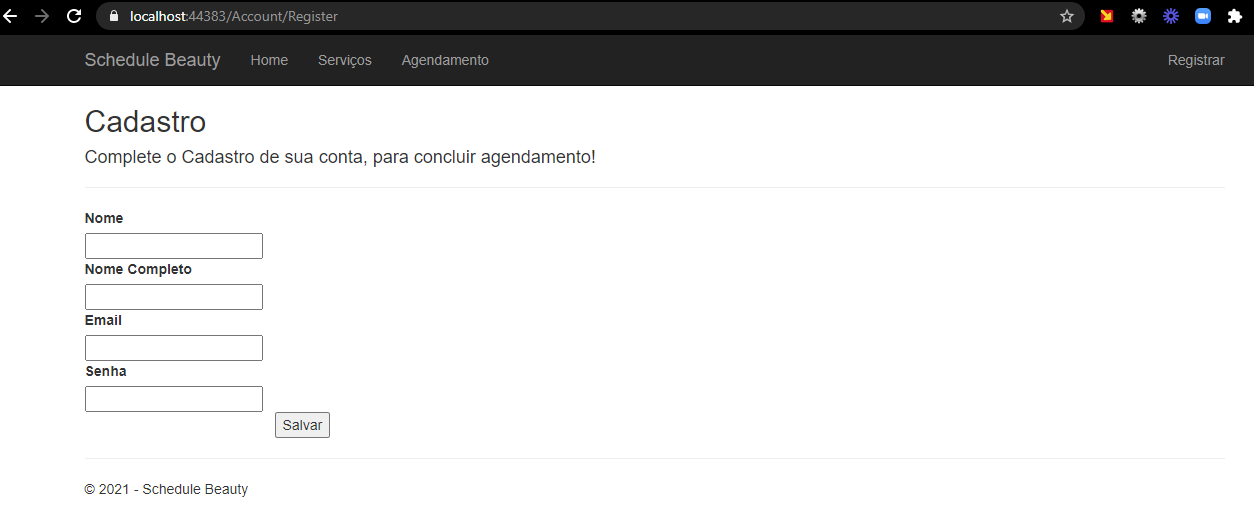 localhost:44383/Account/Register
Schedule Beauty Home Serviços Agendamento Registrar
Cadastro
Complete o Cadastro de sua conta, para concluir agendamento!
Nome
Nome Completo
Email
Senha
Salvar
© 2021 - Schedule Beauty